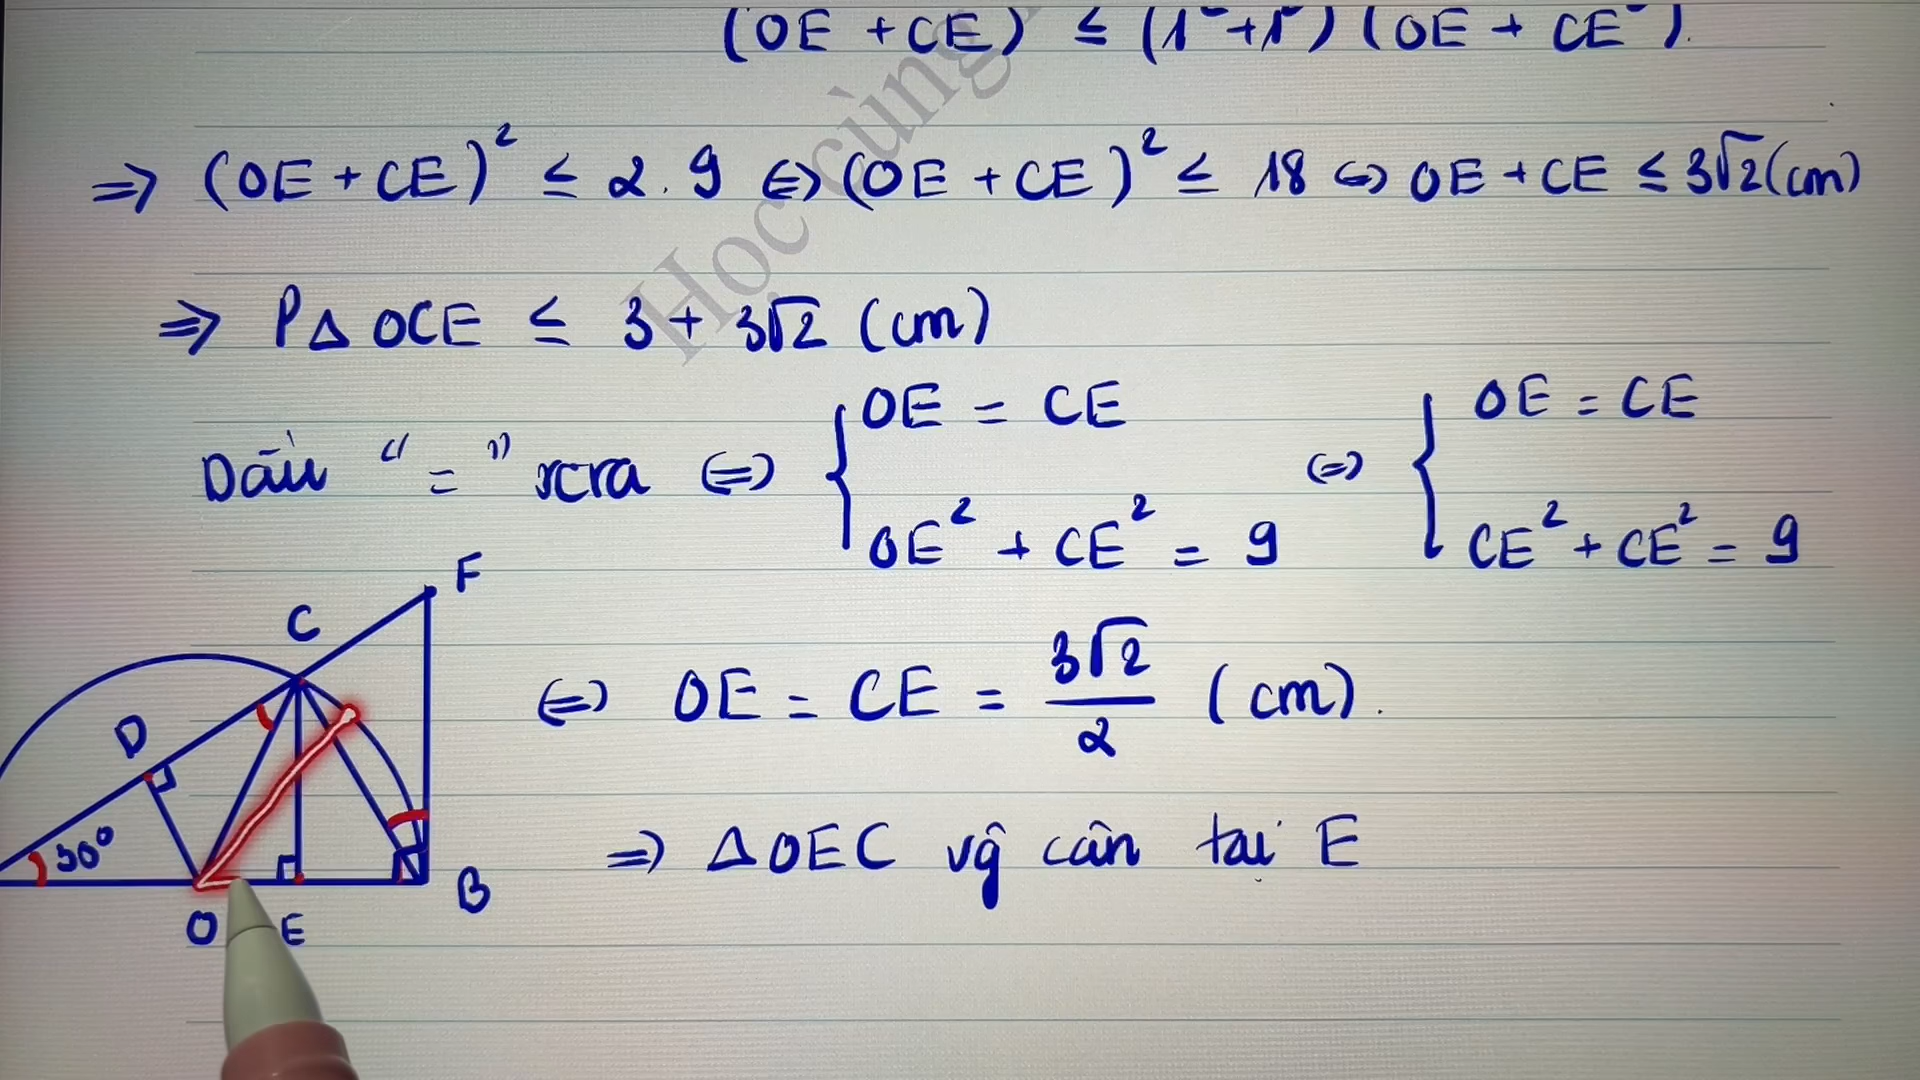 (OE + CE)² ≤ (1² + 1²) (OE² + CE²).
⇒ (OE + CE)² ≤ 2.9 ⇔ (OE + CE)² ≤ 18 ⇔ OE + CE ≤ 3√2 (cm)
⇒ P△ OCE ≤ 3 + 3√2 (cm)
Dấu "=" xra ⇔ { OE = CE ; OE² + CE² = 9 ⇔ { OE = CE ; CE² + CE² = 9
⇔ OE = CE = 3√2/2 (cm).
⇒ △OEC vg cân tại E
F
C
D
30°
O
E
B
Học cùng